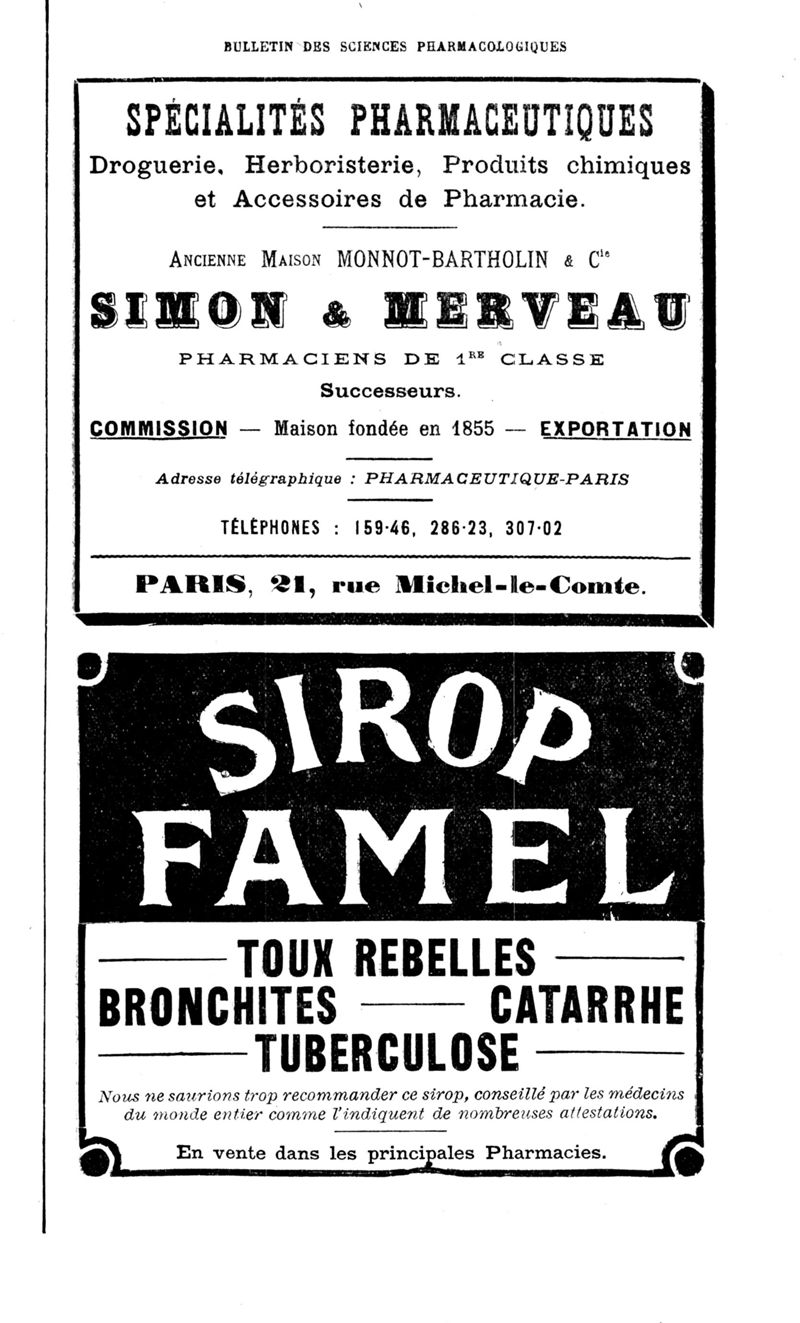 BULLETIN DES SCIENCES PHARMACOLOGIQUES
SPÉCIALITÉS PHARMACEUTIQUES
Droguerie, Herboristerie, Produits chimiques
et Accessoires de Pharmacie.
ANCIENNE MAISON MONNOT-BARTHOLIN & Cie
SIMON & MERVEAU
PHARMACIENS DE 1RE CLASSE
Successeurs.
COMMISSION — Maison fondée en 1855 — EXPORTATION
Adresse télégraphique : PHARMACEUTIQUE-PARIS
TÉLÉPHONES : 159-46, 286-23, 307-02
PARIS, 21, rue Michel-le-Comte.
SIROP
FAMEL
TOUX REBELLES
BRONCHITES — CATARRHE
TUBERCULOSE
Nous ne saurions trop recommander ce sirop, conseillé par les médecins
du monde entier comme l'indiquent de nombreuses attestations.
En vente dans les principales Pharmacies.